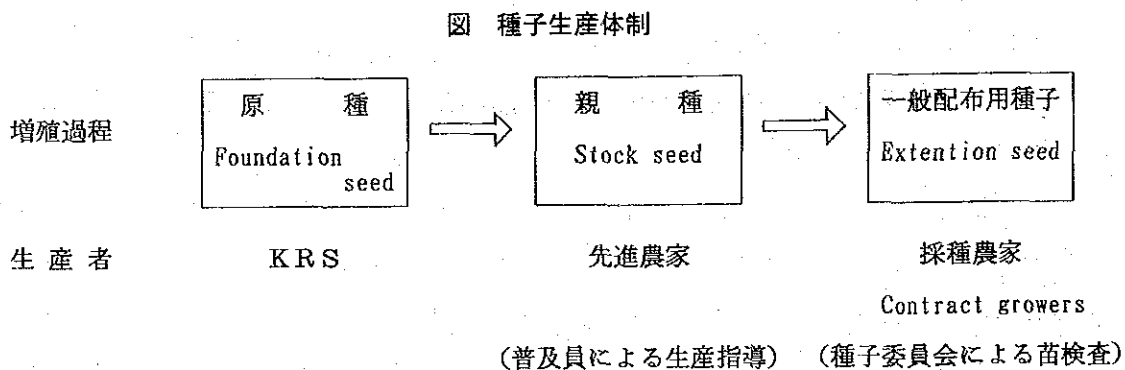 図 種子生産体制
増殖過程
原 種
Foundation
seed
親 種
Stock seed
一般配布用種子
Extention seed
生産者
KRS
先進農家
採種農家
Contract growers
(普及員による生産指導)
(種子委員会による苗検査)